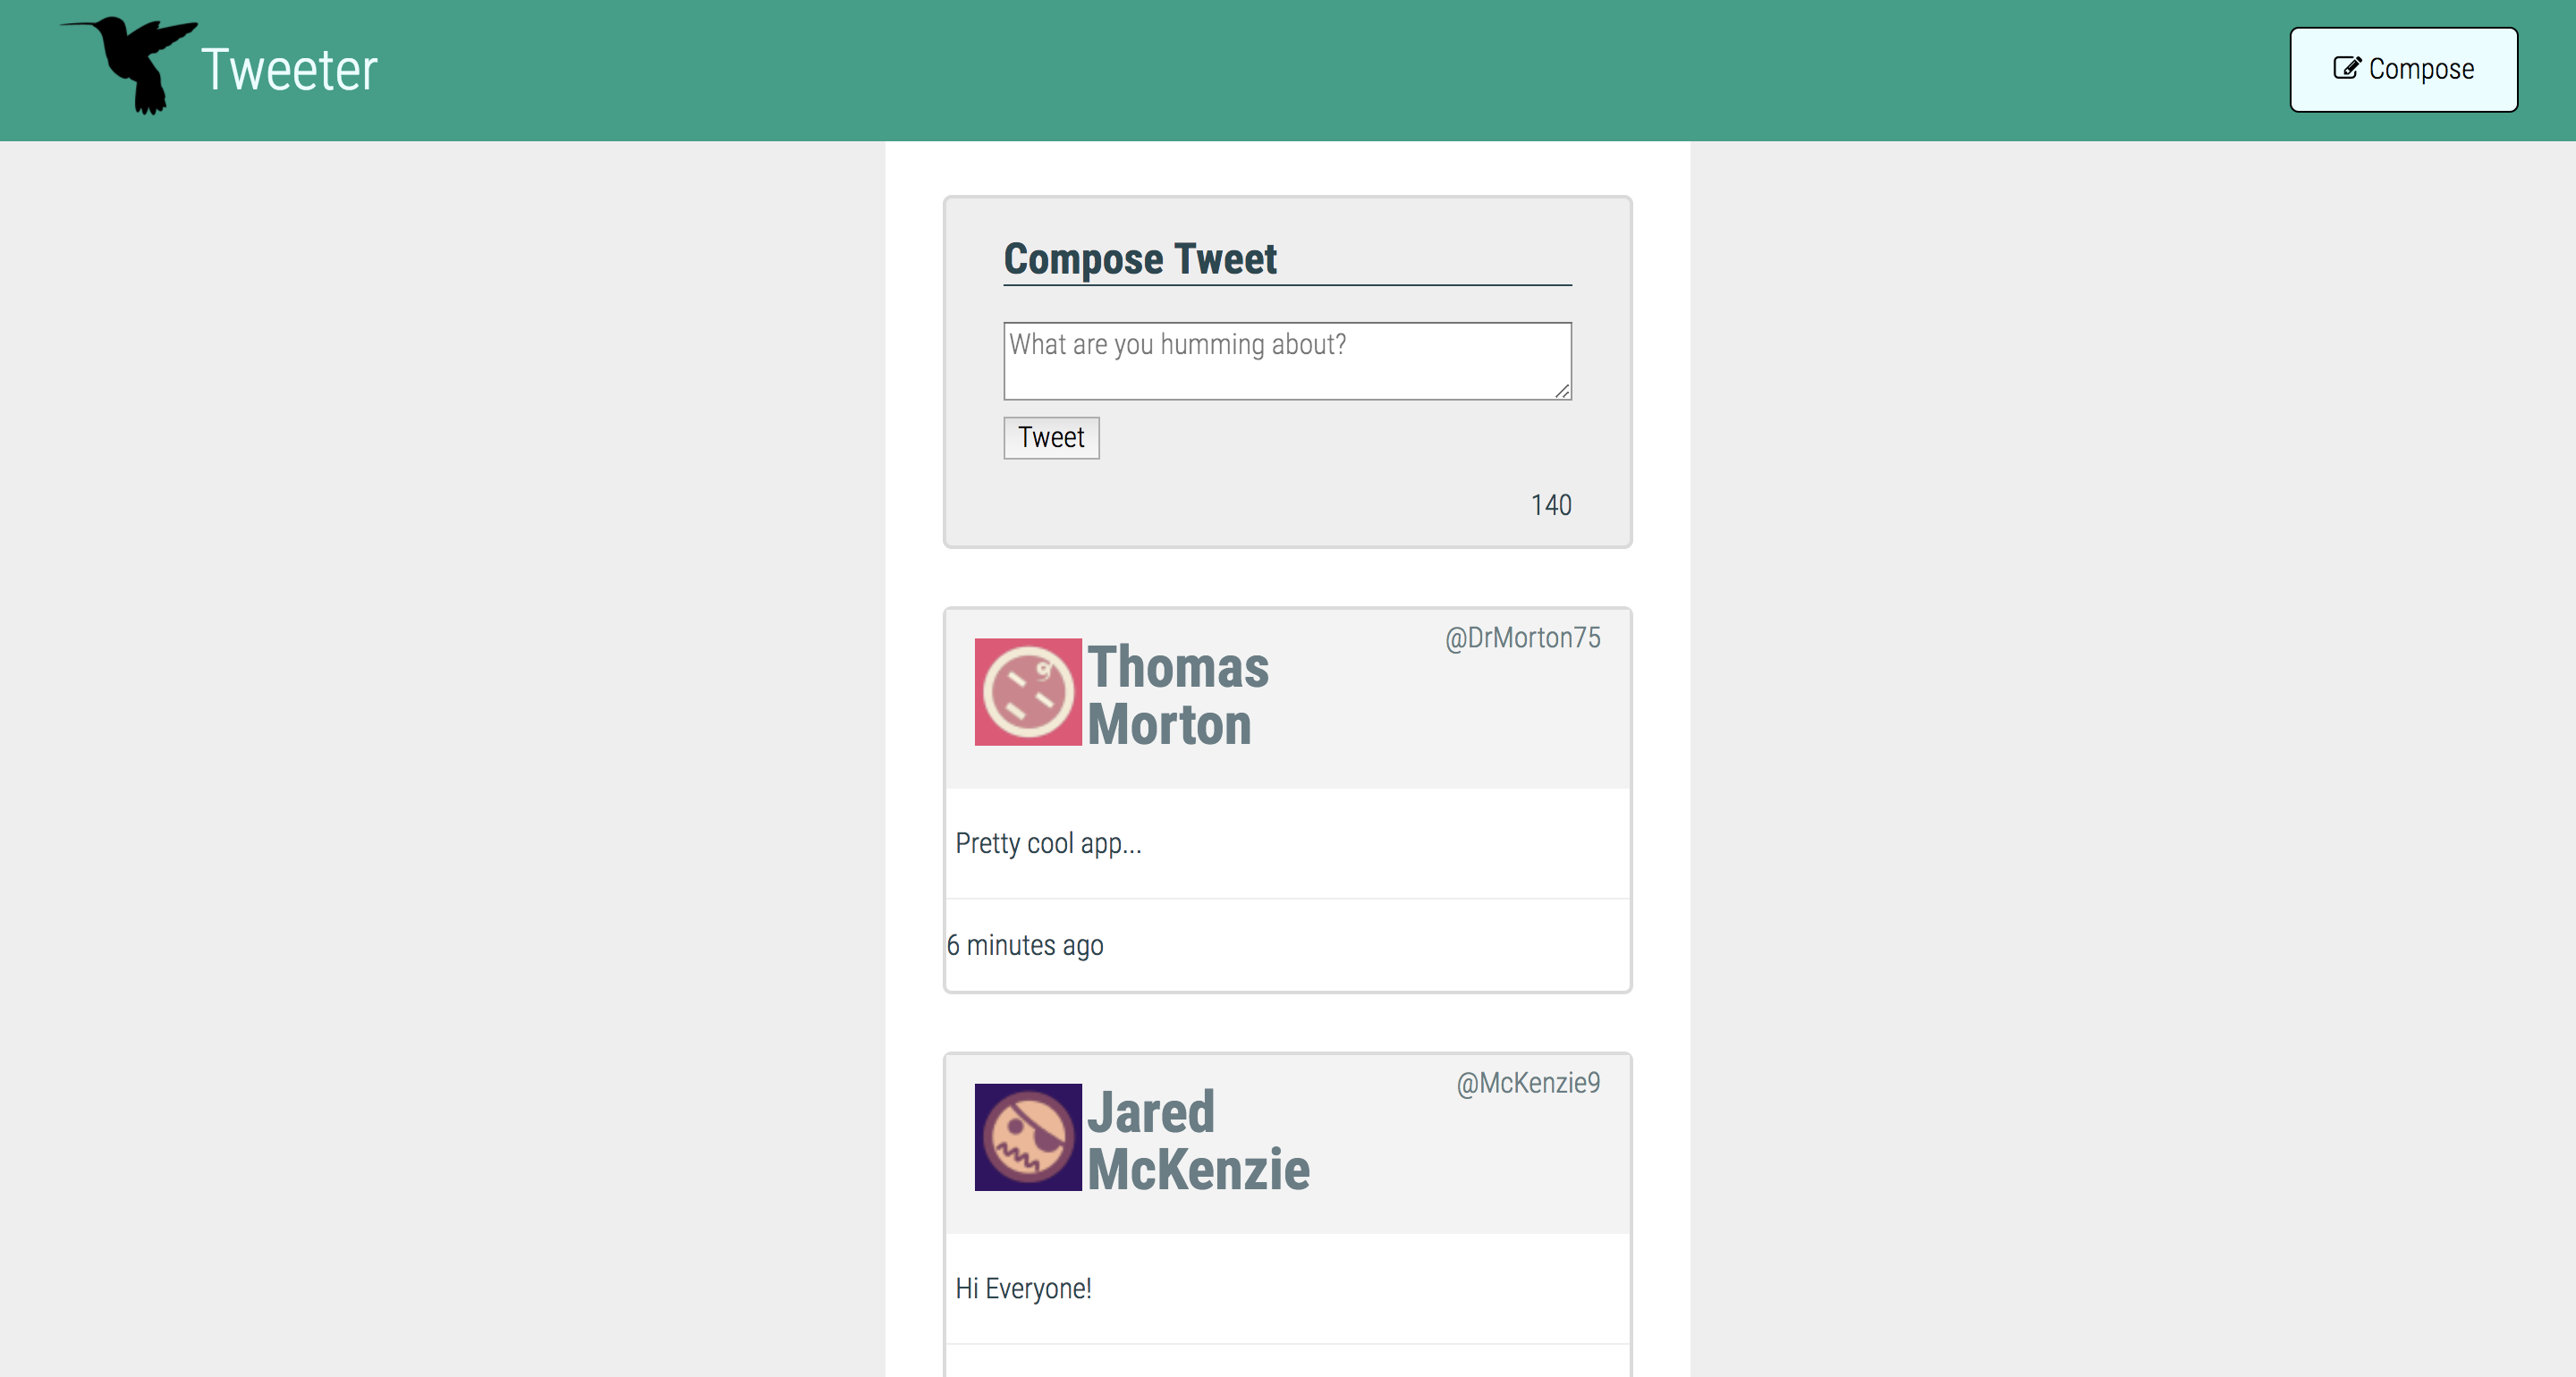 Tweeter
Compose
Compose Tweet
What are you humming about?
Tweet
140
@DrMorton75
Thomas
Morton
Pretty cool app...
6 minutes ago
@McKenzie9
Jared
McKenzie
Hi Everyone!